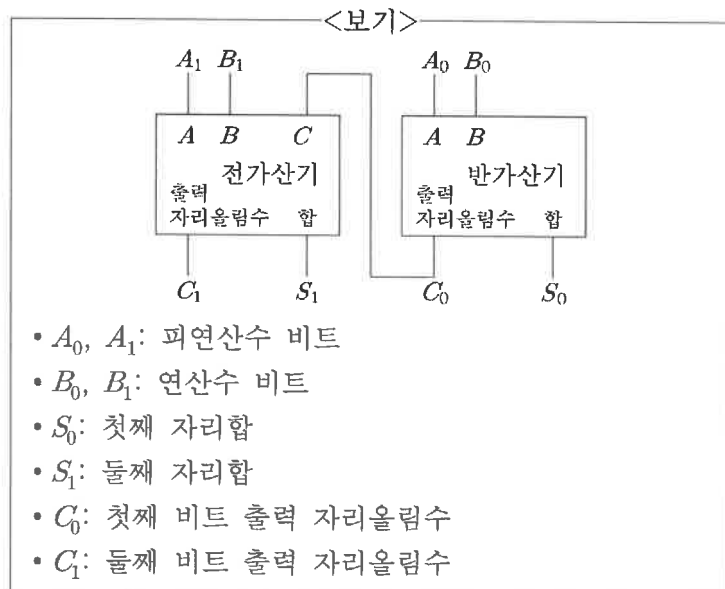 <보기>
A₁ B₁ A₀ B₀
A B C A B
전가산기 반가산기
출력 출력
자리올림수 합 자리올림수 합
C₁ S₁ C₀ S₀
• A₀, A₁: 피연산수 비트
• B₀, B₁: 연산수 비트
• S₀: 첫째 자리합
• S₁: 둘째 자리합
• C₀: 첫째 비트 출력 자리올림수
• C₁: 둘째 비트 출력 자리올림수